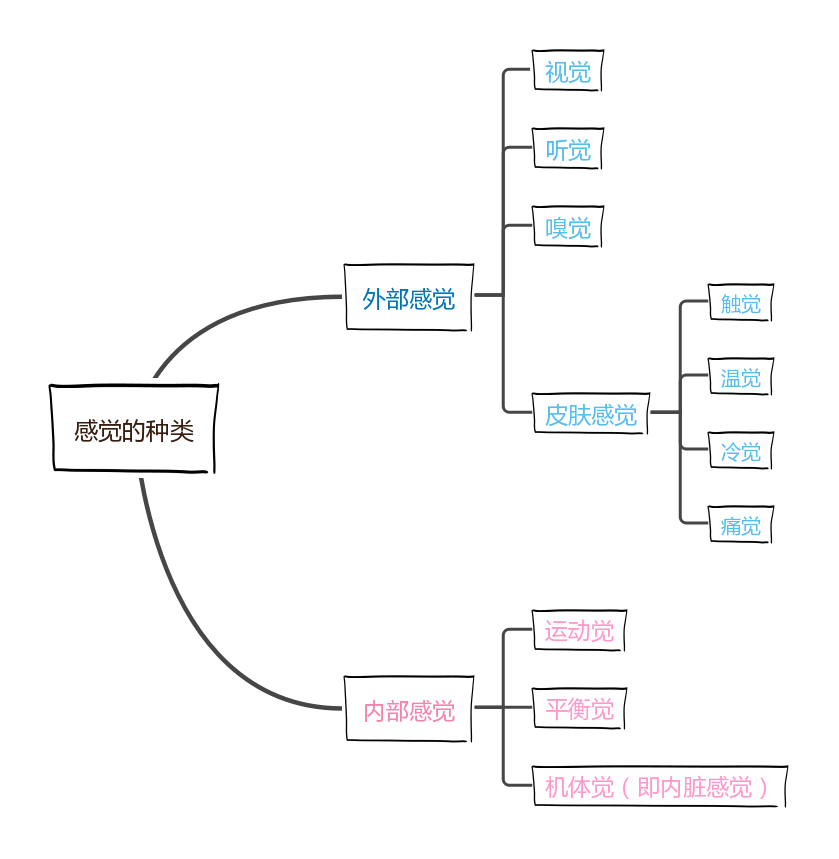 感觉的种类
外部感觉
视觉
听觉
嗅觉
皮肤感觉
触觉
温觉
冷觉
痛觉
内部感觉
运动觉
平衡觉
机体觉（即内脏感觉）